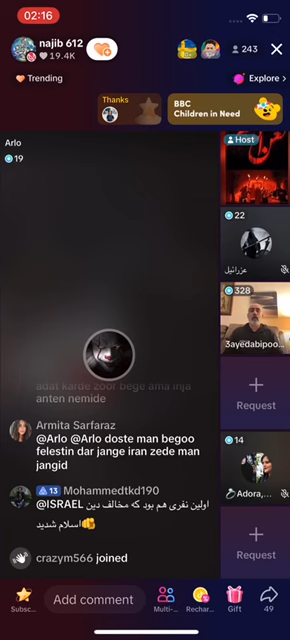 02:16
najib 612
19.4K
243
Trending
Explore >
Thanks
BBC
Children in Need
Arlo
19
Host
22
عزرائیل
328
3ayedabipoo...
+
Request
14
Adora,...
+
Request
adat karde zoor bege ama inja
anten nemide
Armita Sarfaraz
@Arlo @Arlo doste man begoo
felestin dar jange iran zede man
jangid
13 Mohammedtkd190
@ISRAEL اولین نفری هم بود که مخالف دین
اسلام شدید
crazym566 joined
Subsc...
Add comment
Multi-...
Rechar...
Gift
49